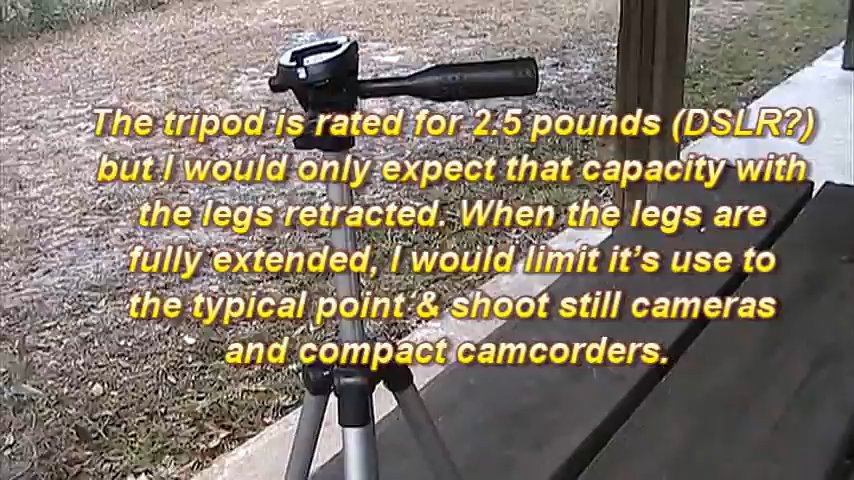 The tripod is rated for 2.5 pounds (DSLR?)
but I would only expect that capacity with
the legs retracted. When the legs are
fully extended, I would limit it's use to
the typical point & shoot still cameras
and compact camcorders.